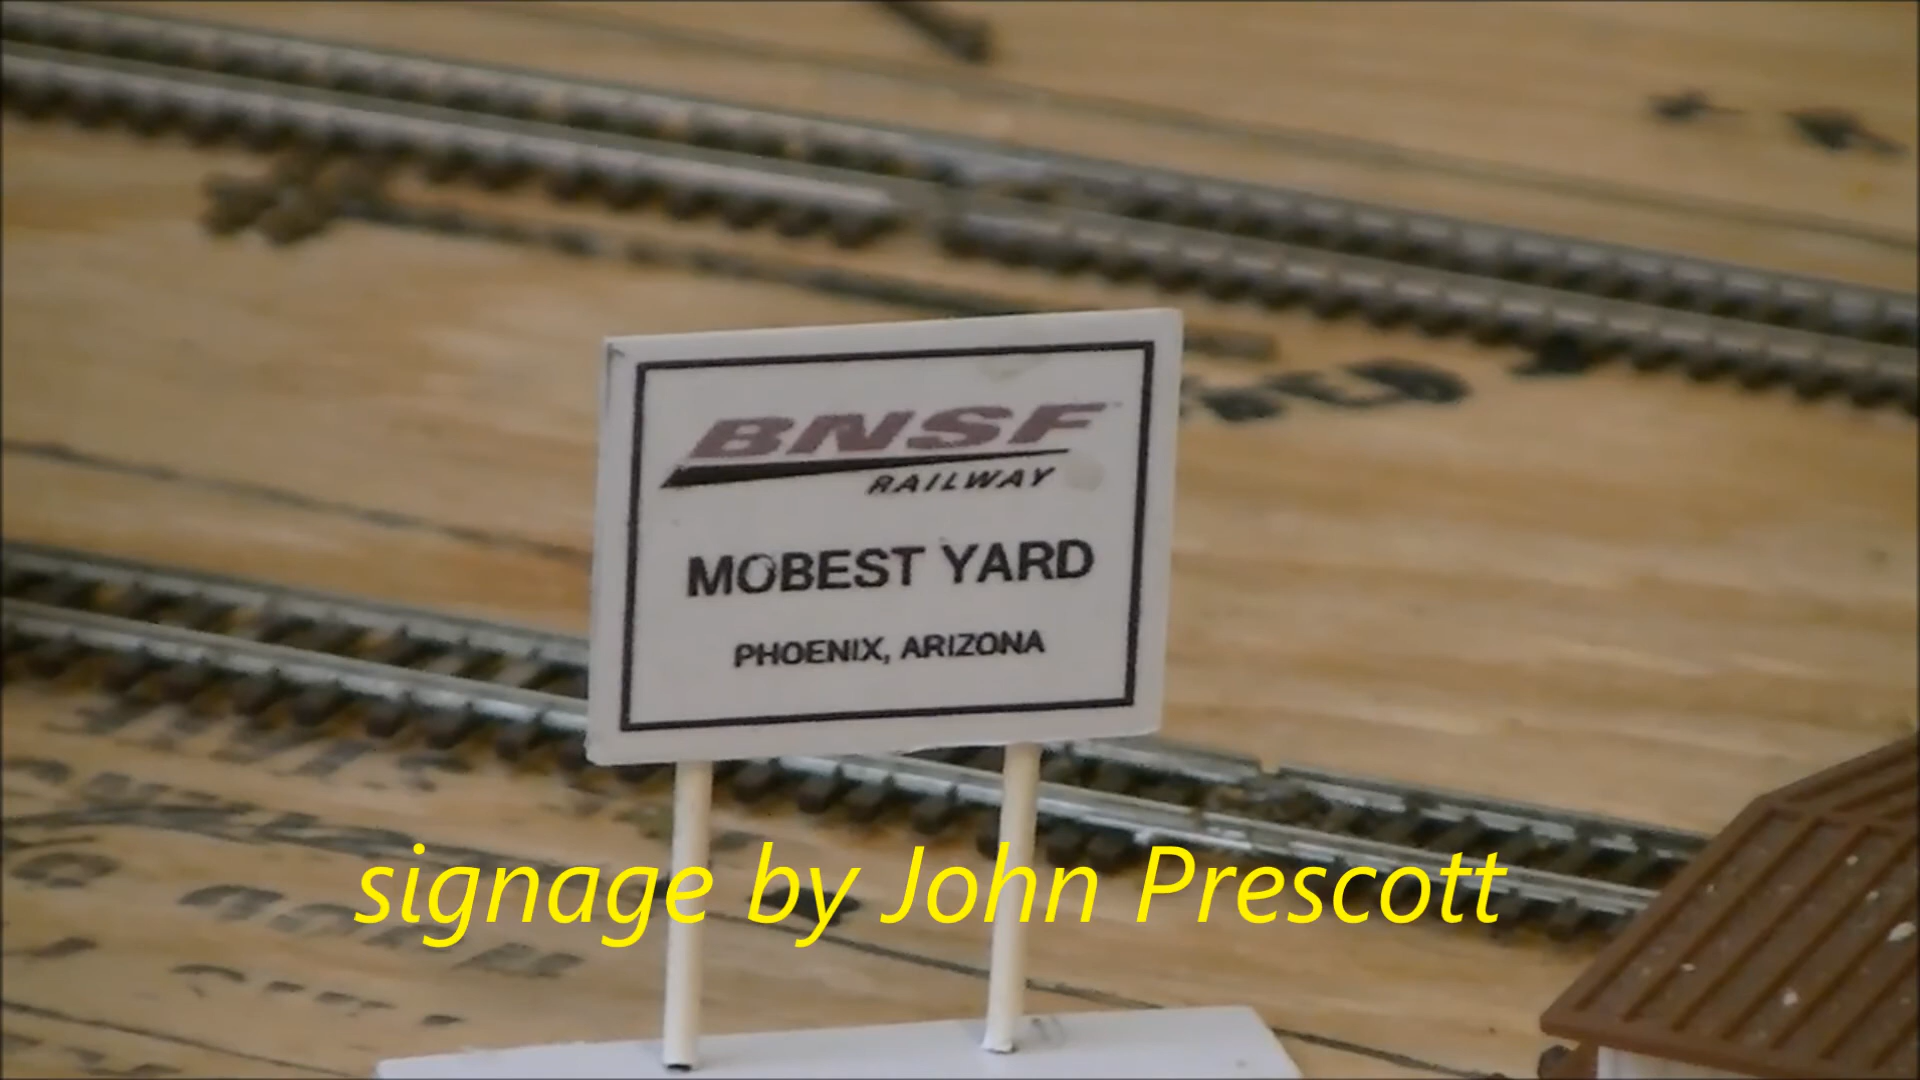 BNSF
RAILWAY
MOBEST YARD
PHOENIX, ARIZONA
signage by John Prescott